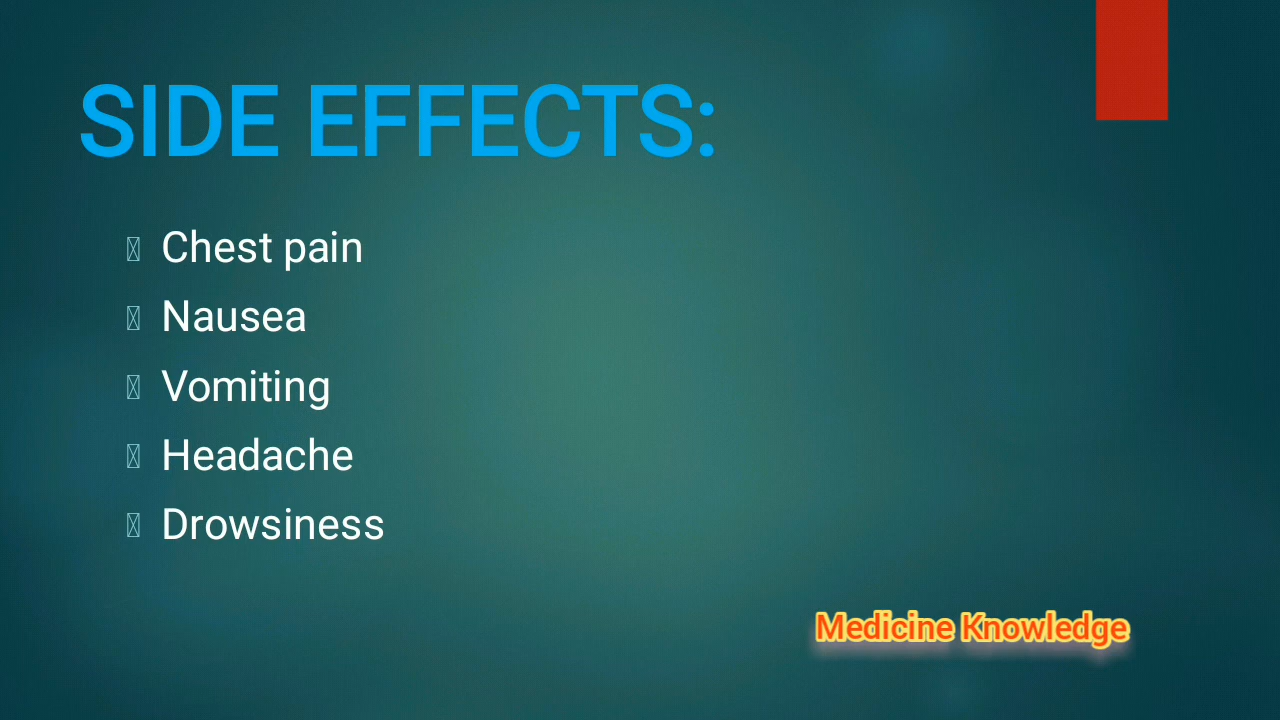 SIDE EFFECTS:
Chest pain
Nausea
Vomiting
Headache
Drowsiness
Medicine Knowledge